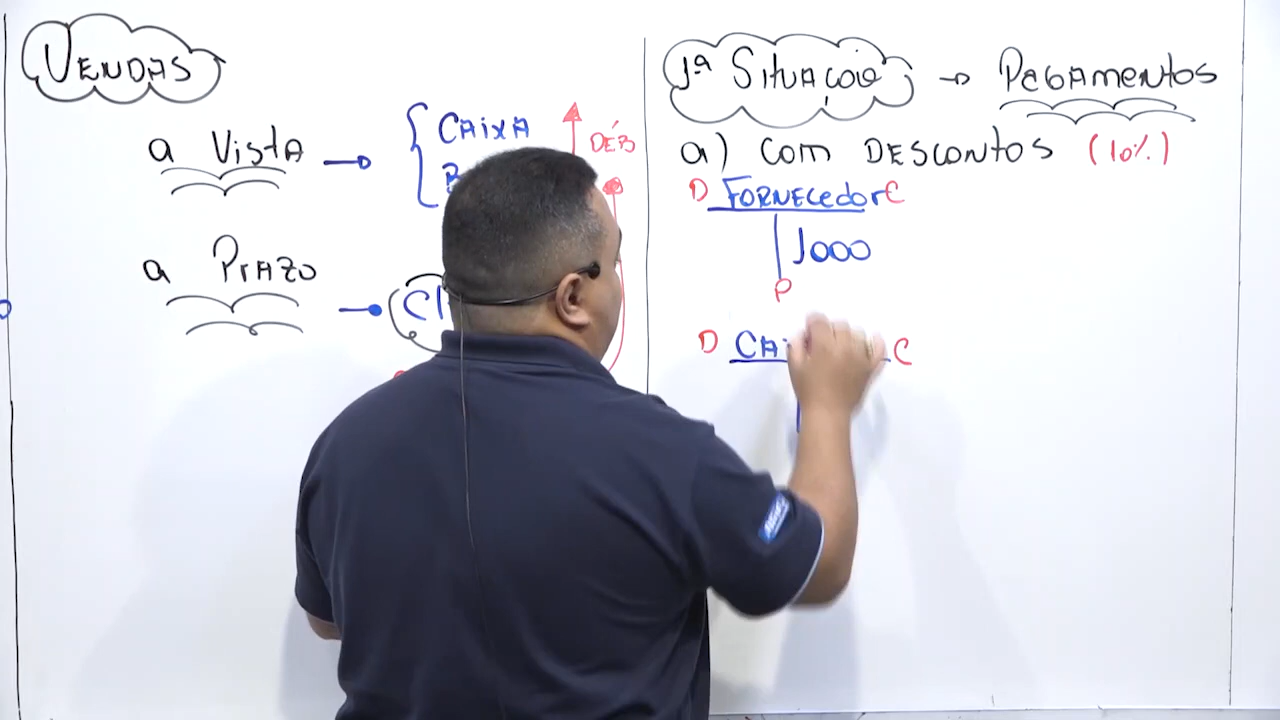 VENDAS
a VistA
CAixA
DÉB
a PrAzo
1ª Situação → PagamENtos
a) com DESCONTOS (10%)
D FORNECEdor C
1000
P
D C